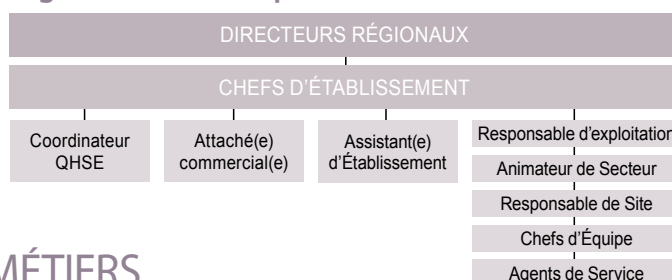 DIRECTEURS RÉGIONAUX
CHEFS D'ÉTABLISSEMENT
Coordinateur
QHSE
Attaché(e)
commercial(e)
Assistant(e)
d'Établissement
Responsable d'exploitation
Animateur de Secteur
Responsable de Site
Chefs d'Équipe
Agents de Service
MÉTIERS